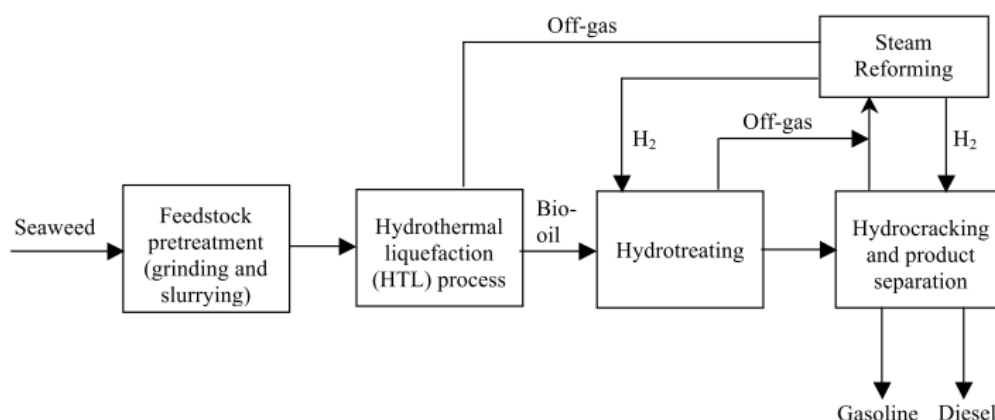 Off-gas
Steam
Reforming
H2
Off-gas
H2
Seaweed
Feedstock
pretreatment
(grinding and
slurrying)
Hydrothermal
liquefaction
(HTL) process
Bio-
oil
Hydrotreating
Hydrocracking
and product
separation
Gasoline
Diesel